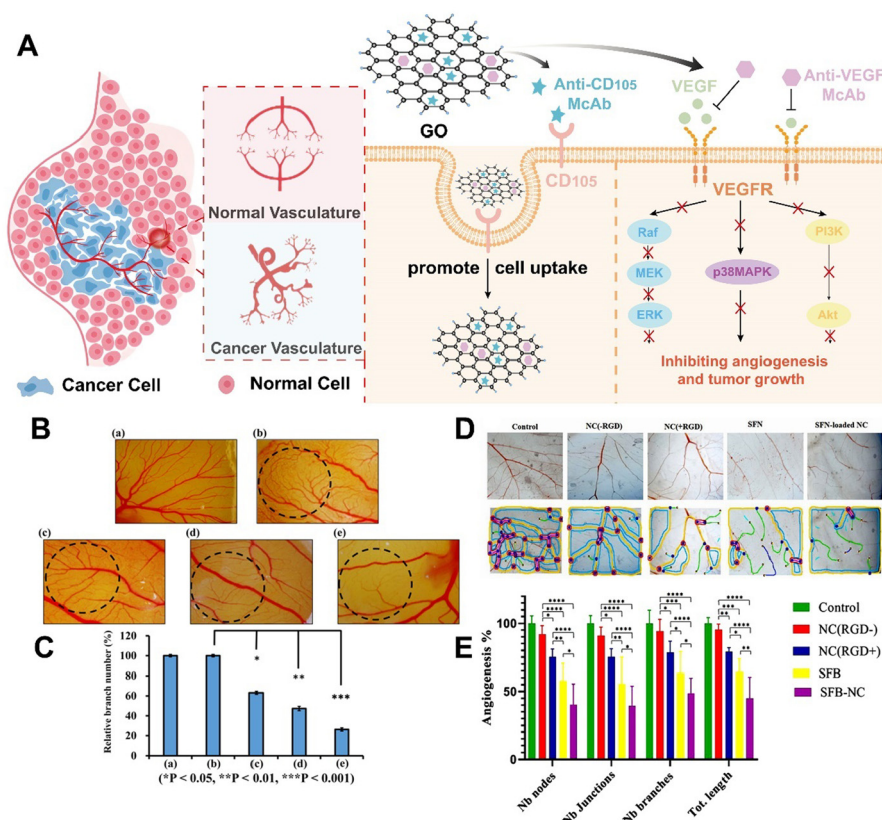 A
GO
Anti-CD105
McAb
VEGF
Anti-VEGF
McAb
CD105
VEGFR
Normal Vasculature
Cancer Vasculature
promote cell uptake
Raf
MEK
ERK
p38MAPK
PI3K
Akt
Inhibiting angiogenesis
and tumor growth
Cancer Cell
Normal Cell
B
(a)
(b)
(c)
(d)
(e)
C
Relative branch number (%)
120
100
80
60
40
20
0
*
**
***
(a) (b) (c) (d) (e)
(*P < 0.05, **P < 0.01, ***P < 0.001)
D
Control
NC(-RGD)
NC(+RGD)
SFN
SFN-loaded NC
E
Angiogenesis %
100
50
0
**** **** **** ****
**** *** **** ***
**** **** *** ****
* * * **
**** **** **** ****
** ** * *
* * * **
Nb nodes
Nb Junctions
Nb branches
Tot. length
Control
NC(RGD-)
NC(RGD+)
SFB
SFB-NC